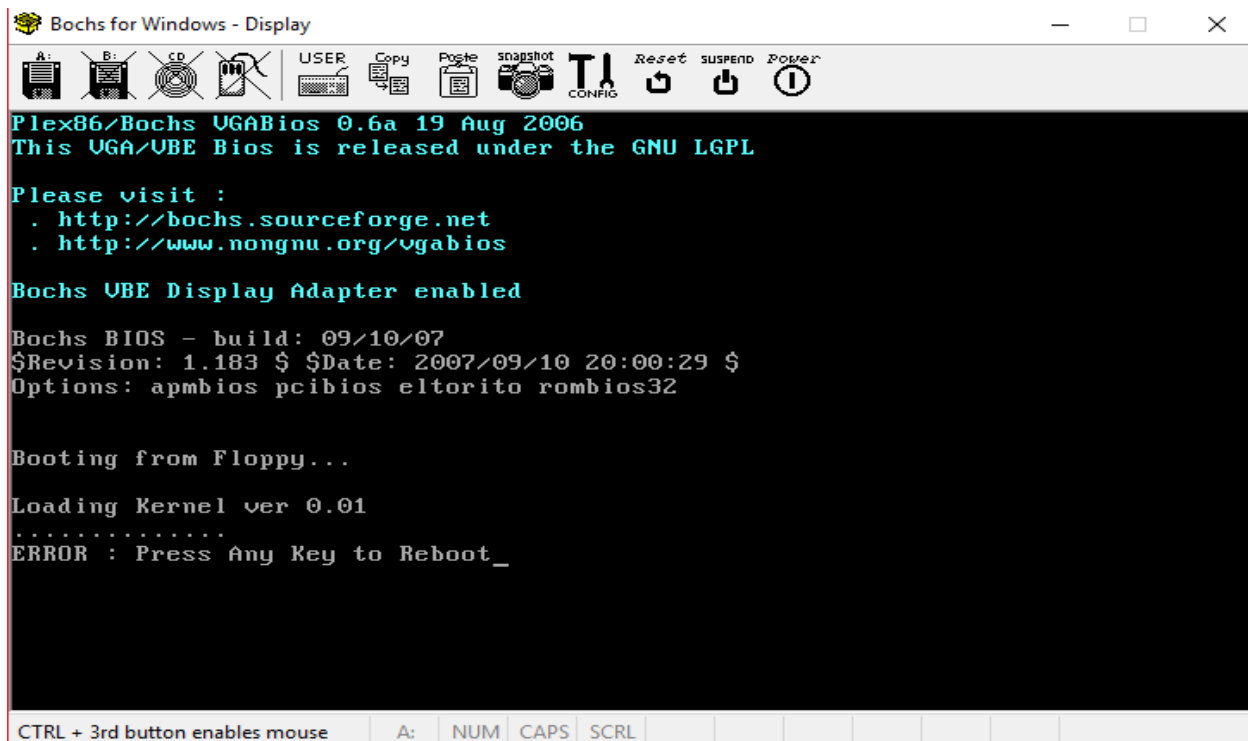 Bochs for Windows - Display
A: B: CD USER Copy Paste snapshot CONFIG Reset SUSPEND Power
Plex86/Bochs VGABios 0.6a 19 Aug 2006
This VGA/VBE Bios is released under the GNU LGPL
Please visit :
. http://bochs.sourceforge.net
. http://www.nongnu.org/vgabios
Bochs VBE Display Adapter enabled
Bochs BIOS - build: 09/10/07
$Revision: 1.183 $ $Date: 2007/09/10 20:00:29 $
Options: apmbios pcibios eltorito rombios32
Booting from Floppy...
Loading Kernel ver 0.01
..............
ERROR : Press Any Key to Reboot_
CTRL + 3rd button enables mouse A: NUM CAPS SCRL